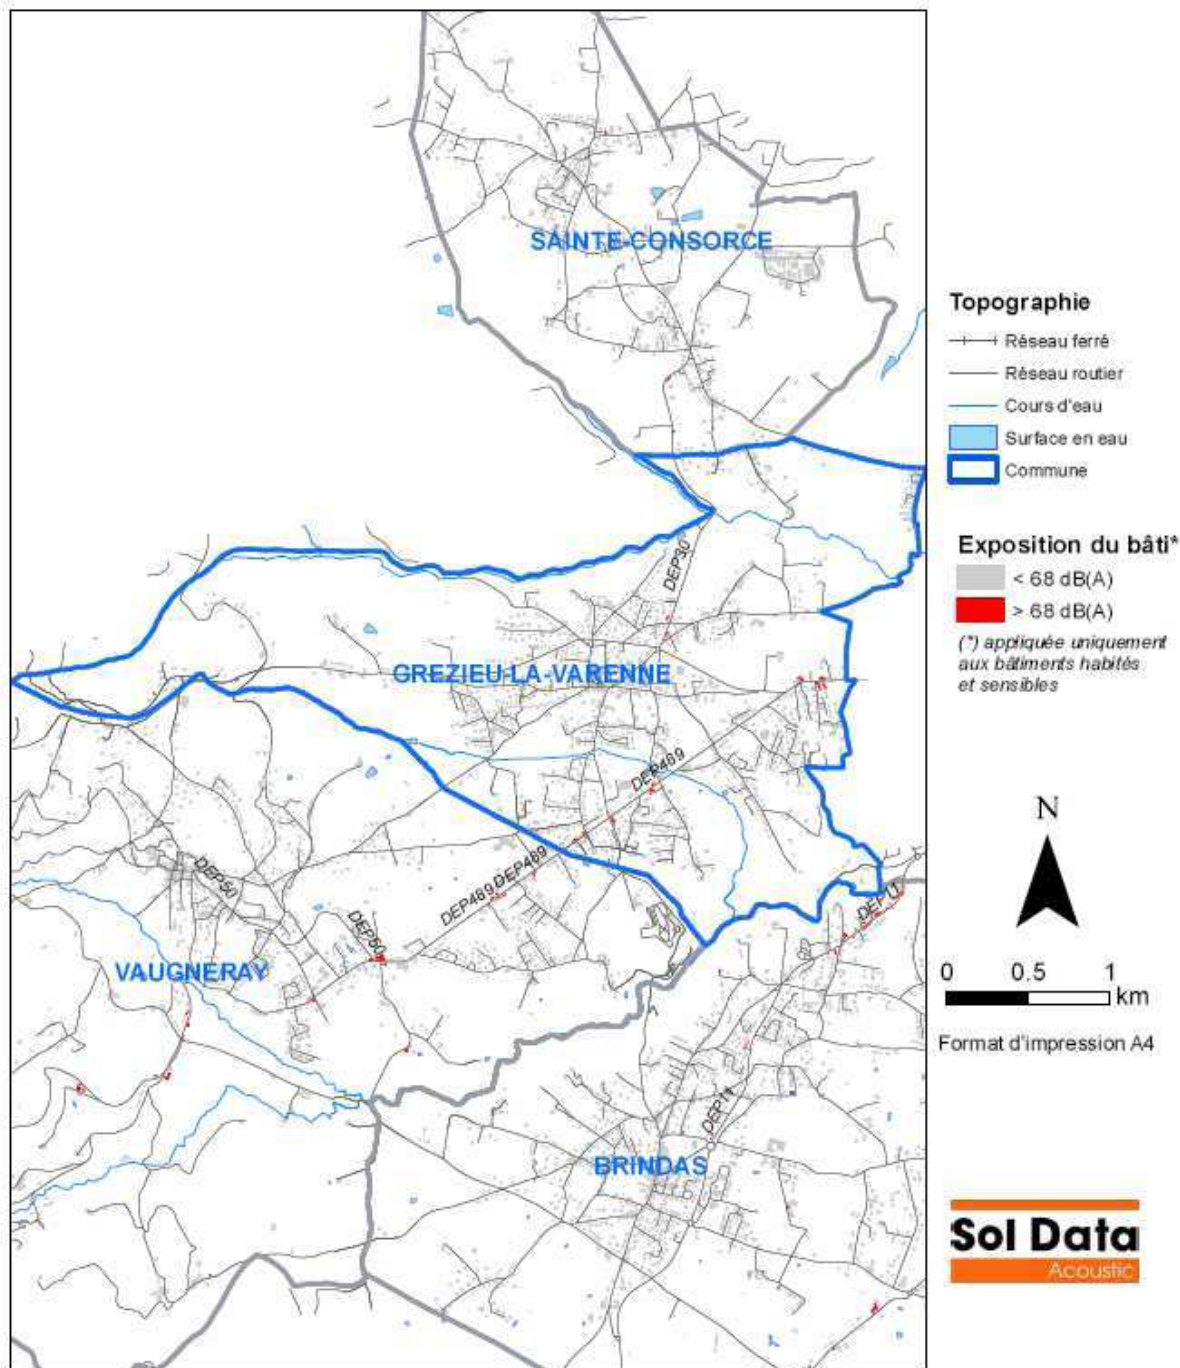 SAINTE-CONSORCE
DEP30
GREZIEU-LA-VARENNE
DEP489
DEP489
DEP489
DEP50
DEP50
VAUGNERAY
DEP11
DEP11
BRINDAS
Topographie
Réseau ferré
Réseau routier
Cours d'eau
Surface en eau
Commune
Exposition du bâti*
< 68 dB(A)
> 68 dB(A)
(*) appliquée uniquement
aux bâtiments habités
et sensibles
N
0 0.5 1
km
Format d'impression A4
Sol Data
Acoustic